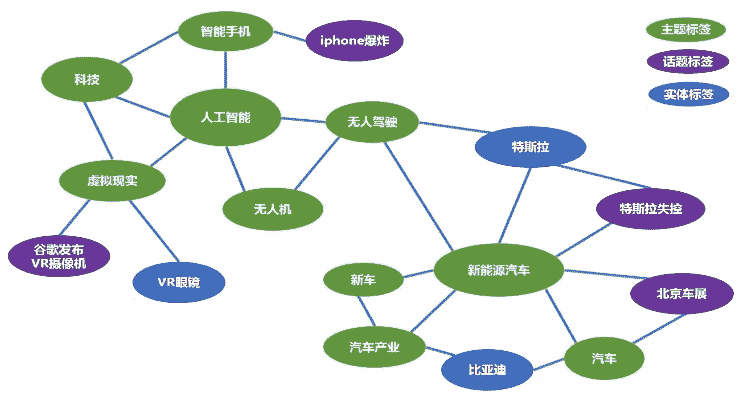 智能手机
iphone爆炸
主题标签
话题标签
实体标签
科技
人工智能
无人驾驶
特斯拉
虚拟现实
无人机
特斯拉失控
谷歌发布
VR摄像机
VR眼镜
新车
新能源汽车
北京车展
汽车产业
比亚迪
汽车